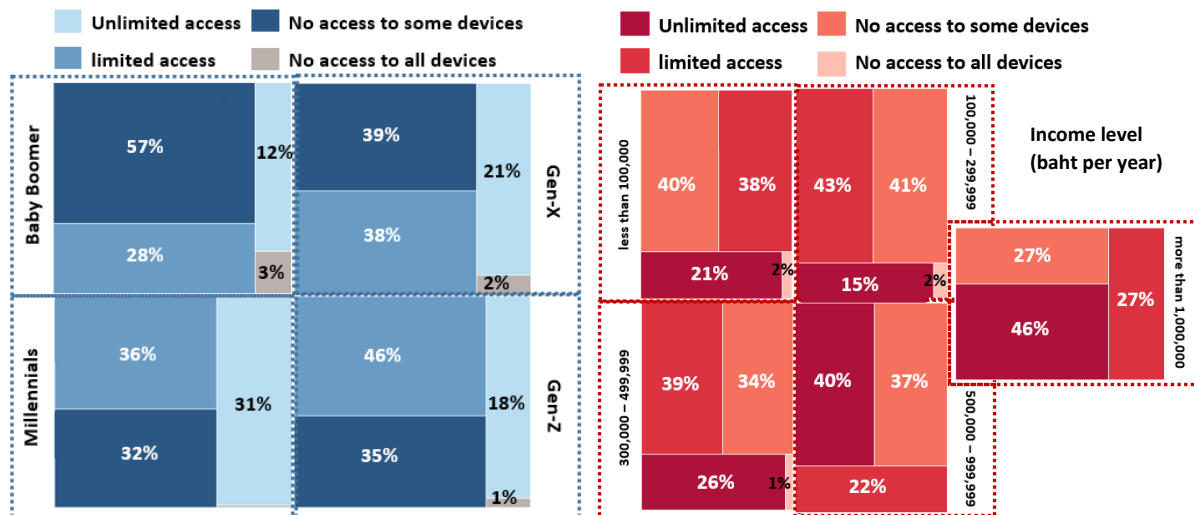 Unlimited access
No access to some devices
limited access
No access to all devices
Baby Boomer
57%
12%
28%
3%
39%
21%
38%
2%
Gen-X
Millennials
36%
31%
32%
46%
18%
35%
1%
Gen-Z
Unlimited access
No access to some devices
limited access
No access to all devices
less than 100,000
40%
38%
21%
2%
43%
41%
15%
2%
100,000 – 299,999
Income level
(baht per year)
27%
46%
27%
more than 1,000,000
300,000 – 499,999
39%
34%
26%
1%
40%
37%
22%
500,000 – 999,999